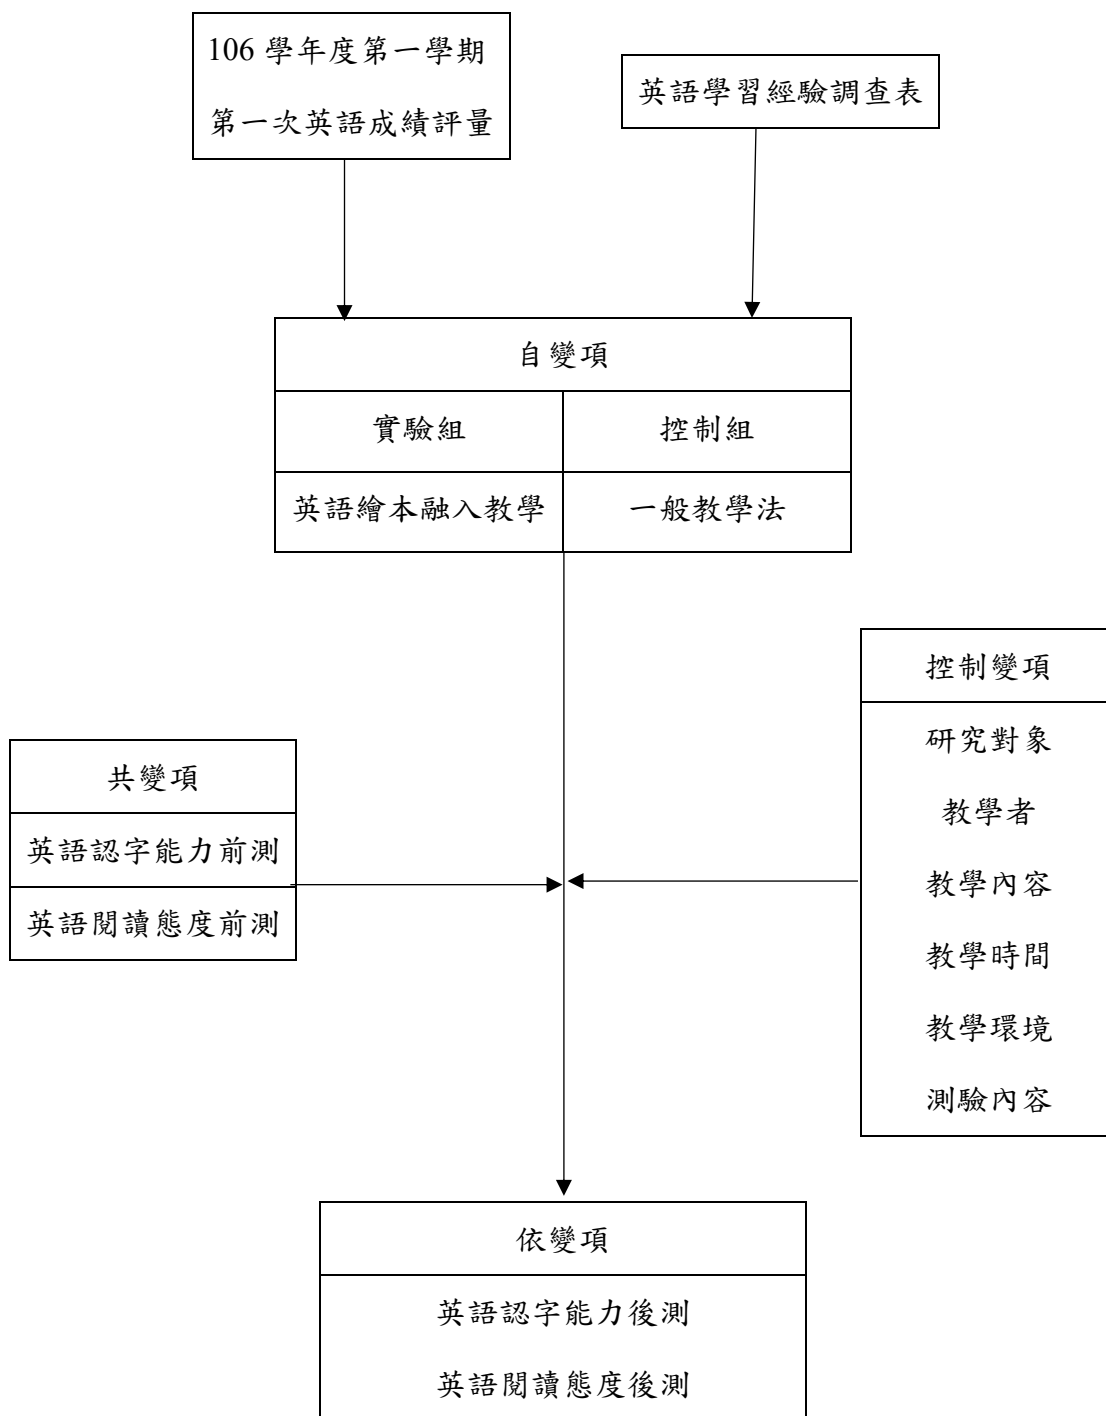 106 學年度第一學期
第一次英語成績評量
英語學習經驗調查表
自變項
實驗組
控制組
英語繪本融入教學
一般教學法
控制變項
研究對象
教學者
教學內容
教學時間
教學環境
測驗內容
共變項
英語認字能力前測
英語閱讀態度前測
依變項
英語認字能力後測
英語閱讀態度後測